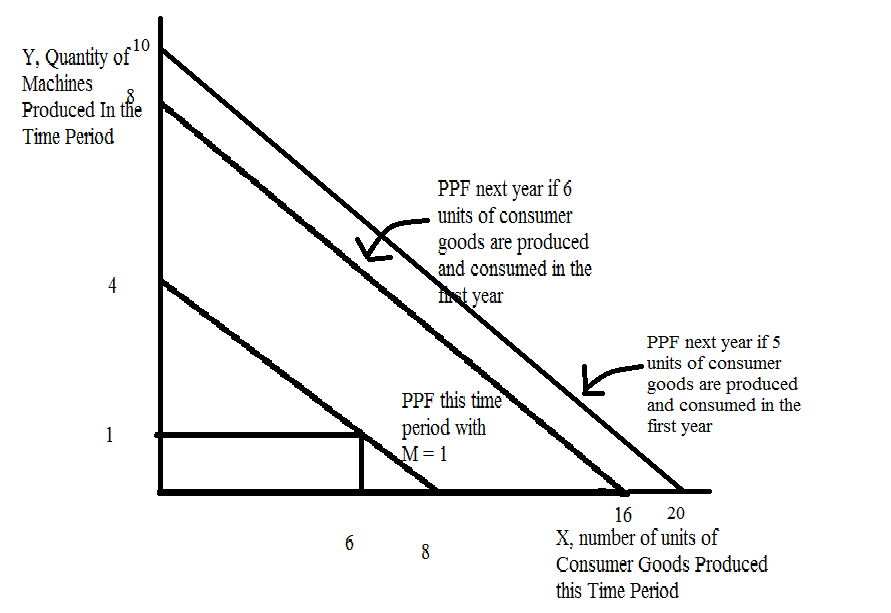 10
Y, Quantity of
Machines
8
Produced In the
Time Period
PPF next year if 6
units of consumer
goods are produced
and consumed in the
first year
4
PPF next year if 5
units of consumer
goods are produced
and consumed in the
first year
PPF this time
period with
M = 1
1
16
20
6
8
X, number of units of
Consumer Goods Produced
this Time Period